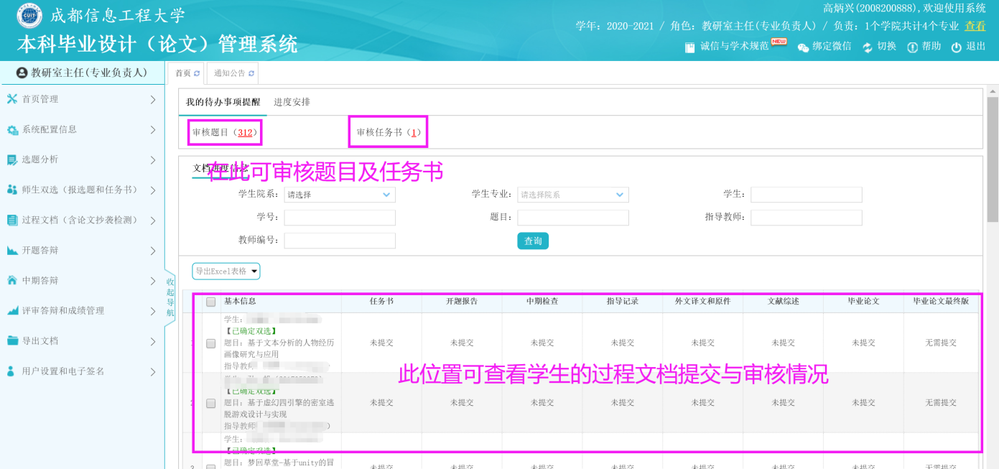 成都信息工程大学
本科毕业设计（论文）管理系统
高炳兴(2008200888),欢迎使用系统
学年：2020-2021 / 角色：教研室主任(专业负责人) / 负责：1个学院共计4个专业 查看
诚信与学术规范 NEW 绑定微信 切换 帮助 退出
教研室主任(专业负责人)
首页管理
系统配置信息
选题分析
师生双选（报选题和任务书）
过程文档（含论文抄袭检测）
开题答辩
中期答辩
评审答辩和成绩管理
导出文档
用户设置和电子签名
收起导航
首页 通知公告
我的待办事项提醒 进度安排
审核题目（312） 审核任务书（1）
文档进度信息
在此可审核题目及任务书
学生院系： 请选择 学生专业： 请选择院系 学生：
学号： 题目： 指导教师：
教师编号： 查询
导出Excel表格
基本信息 任务书 开题报告 中期检查 指导记录 外文译文和原件 文献综述 毕业论文 毕业论文最终版
学生：
【已确定双选】
题目：基于文本分析的人物经历
画像研究与应用
指导教师
未提交 未提交 未提交 未提交 未提交 未提交 未提交 无需提交
此位置可查看学生的过程文档提交与审核情况
2
【已确定双选】
题目：基于虚幻四引擎的密室逃
脱游戏设计与实现
指导教师
未提交 未提交 未提交 未提交 未提交 未提交 未提交 无需提交
学生：
【已确定双选】
3 题目：梦回草堂-基于unity的冒
未提交 未提交 未提交 未提交 未提交 未提交 未提交 无需提交